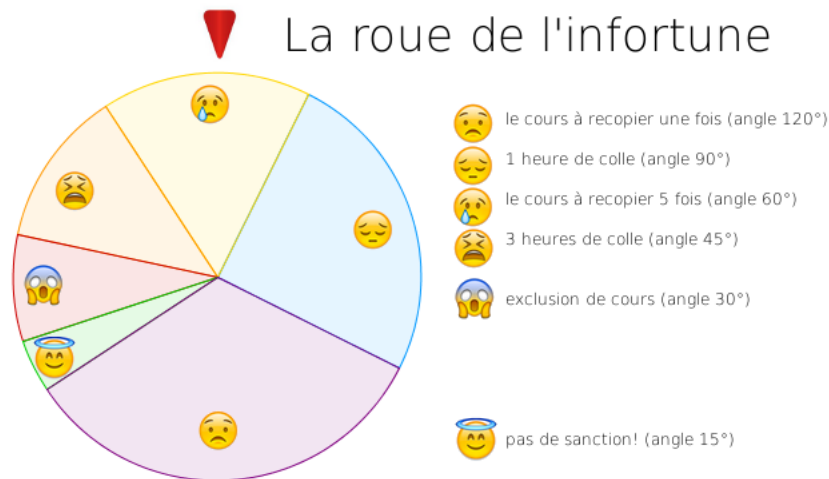 La roue de l'infortune
le cours à recopier une fois (angle 120°)
1 heure de colle (angle 90°)
le cours à recopier 5 fois (angle 60°)
3 heures de colle (angle 45°)
exclusion de cours (angle 30°)
pas de sanction! (angle 15°)